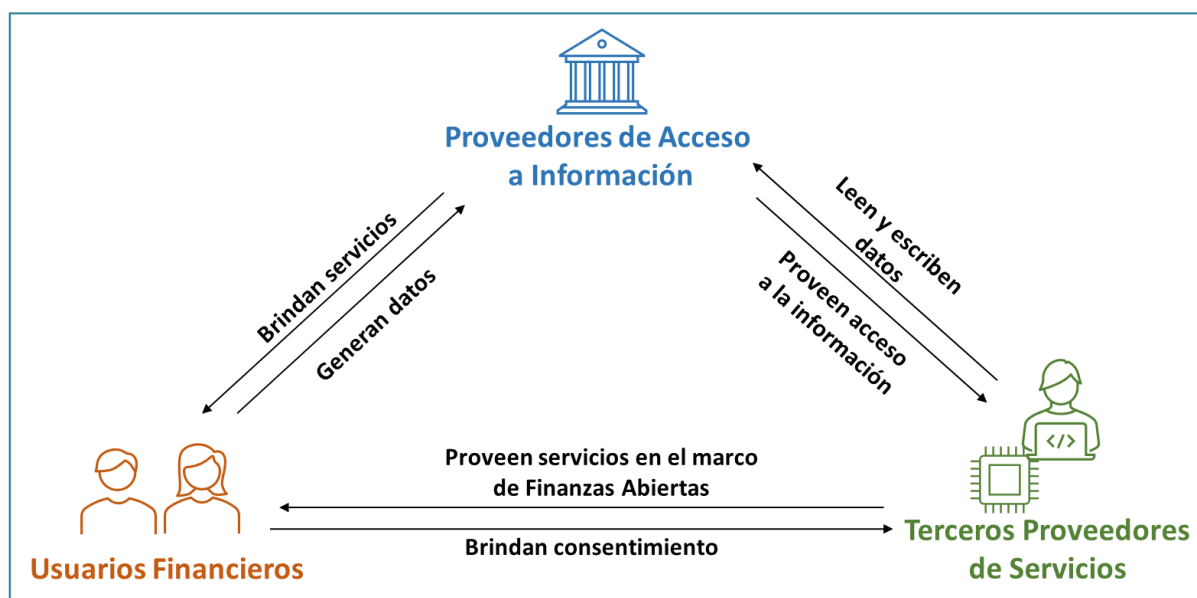 Proveedores de Acceso
a Información
Brindan servicios
Generan datos
Leen y escriben
datos
Proveen acceso
a la información
</>
Proveen servicios en el marco
de Finanzas Abiertas
Brindan consentimiento
Usuarios Financieros
Terceros Proveedores
de Servicios